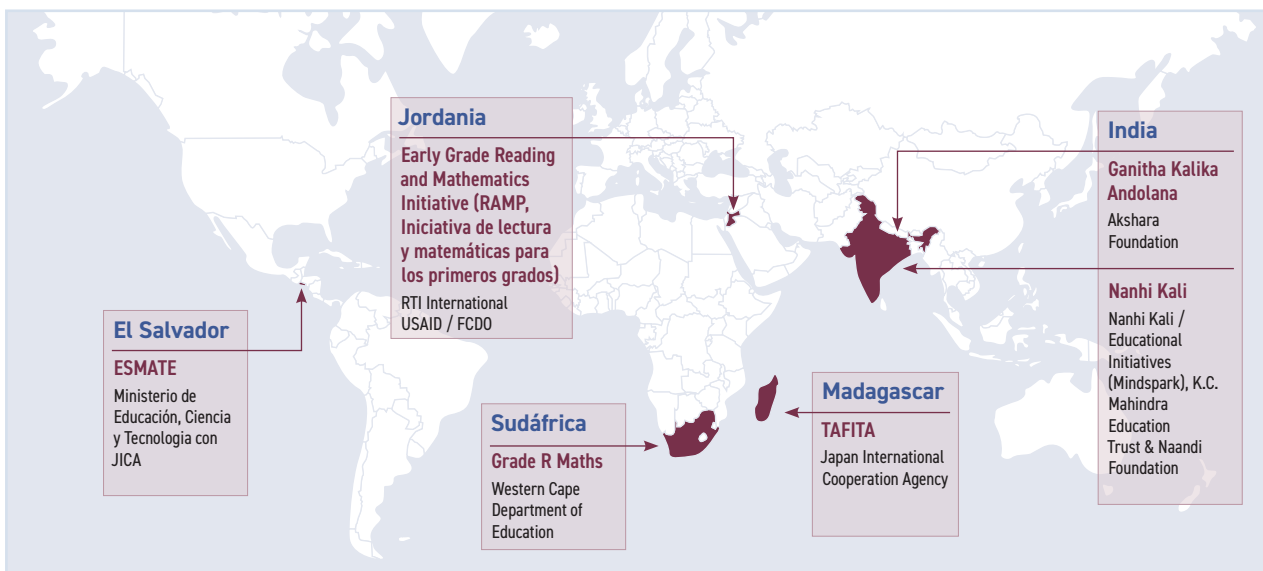 Jordania
Early Grade Reading
and Mathematics
Initiative (RAMP,
Iniciativa de lectura
y matemáticas para
los primeros grados)
RTI International
USAID / FCDO
India
Ganitha Kalika
Andolana
Akshara
Foundation
Nanhi Kali
Nanhi Kali /
Educational
Initiatives
(Mindspark), K.C.
Mahindra
Education
Trust & Naandi
Foundation
El Salvador
ESMATE
Ministerio de
Educación, Ciencia
y Tecnologia con
JICA
Sudáfrica
Grade R Maths
Western Cape
Department of
Education
Madagascar
TAFITA
Japan International
Cooperation Agency